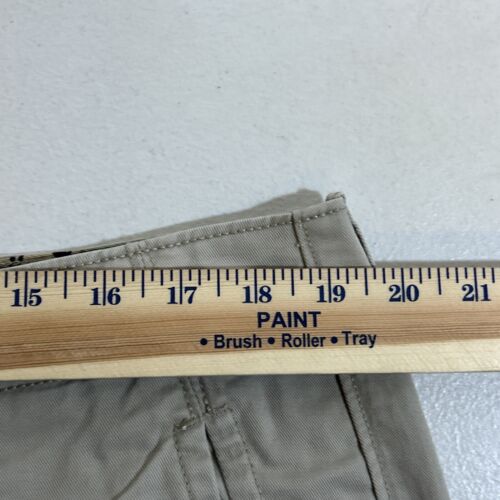 15 16 17 18 19 20 21
PAINT
• Brush • Roller • Tray